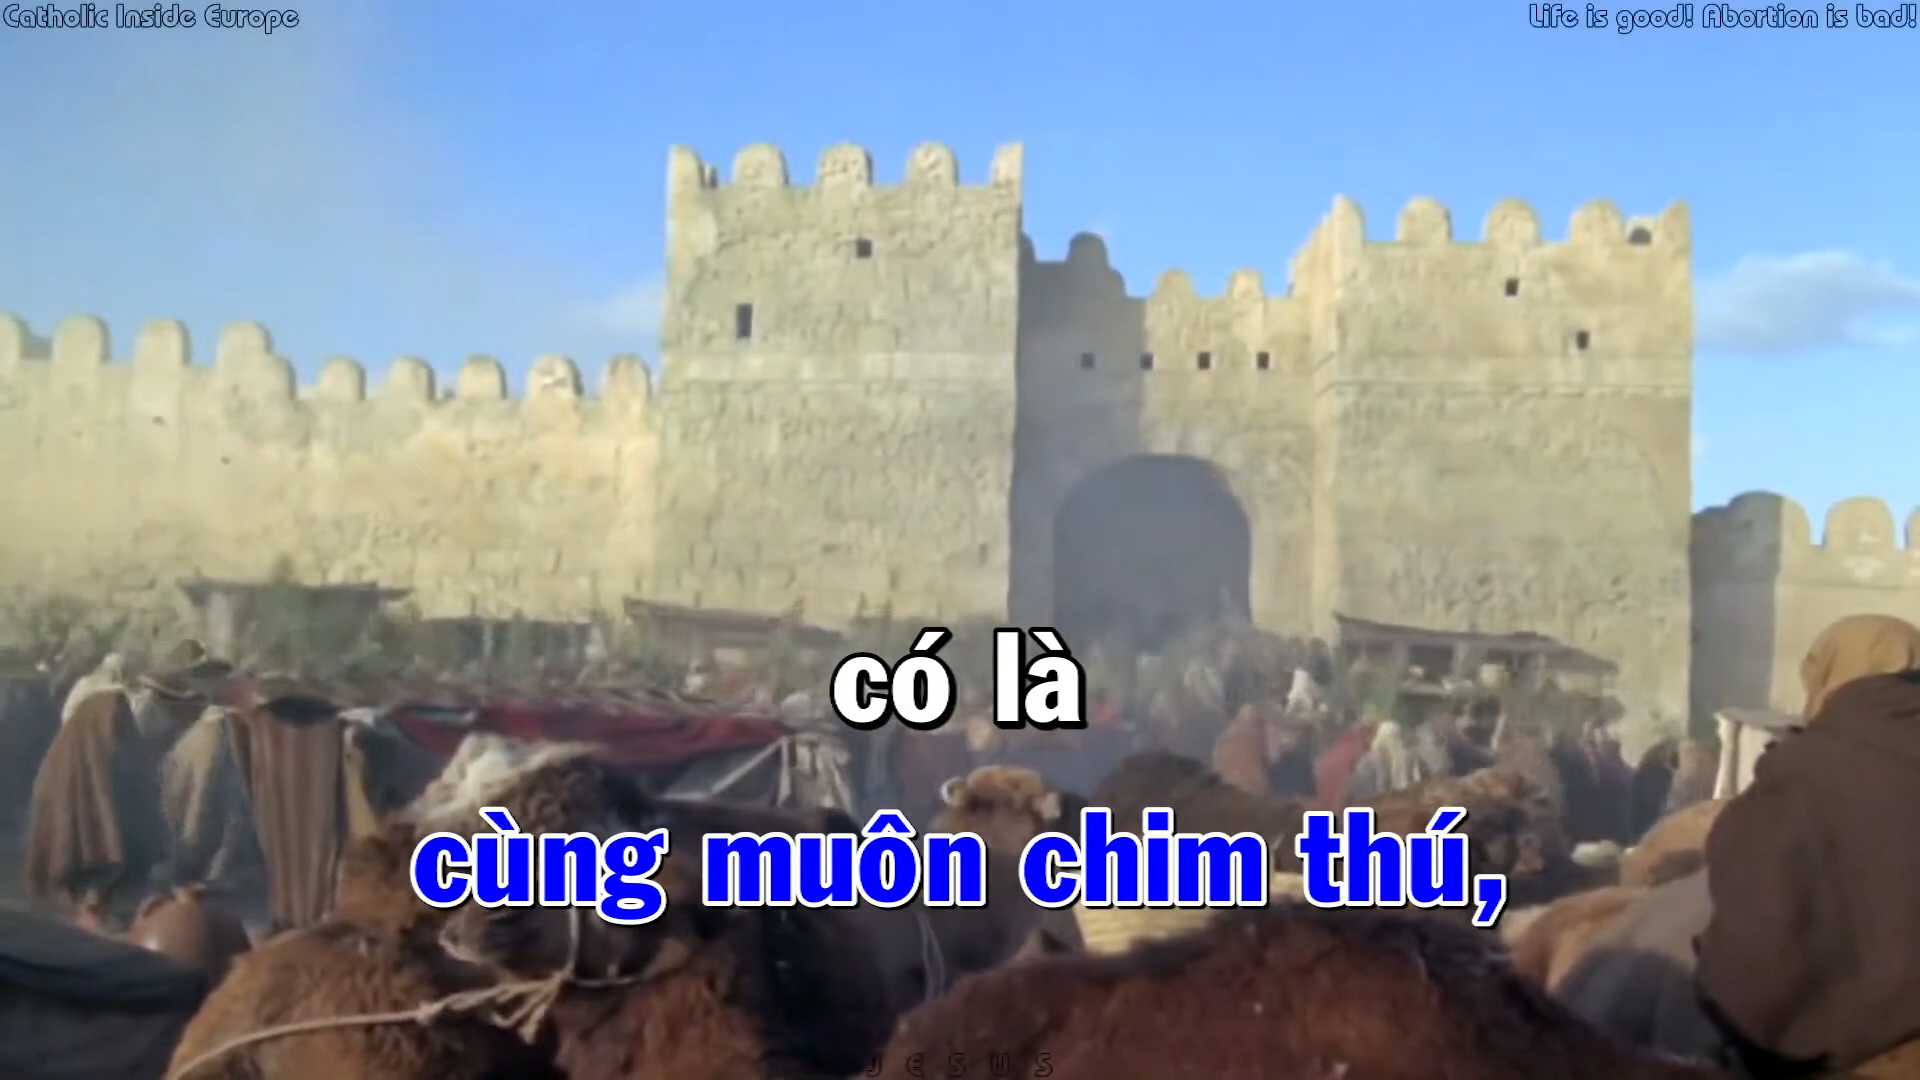 Catholic Inside Europe
Life is good! Abortion is bad!
có là
cùng muôn chim thú,
JESUS